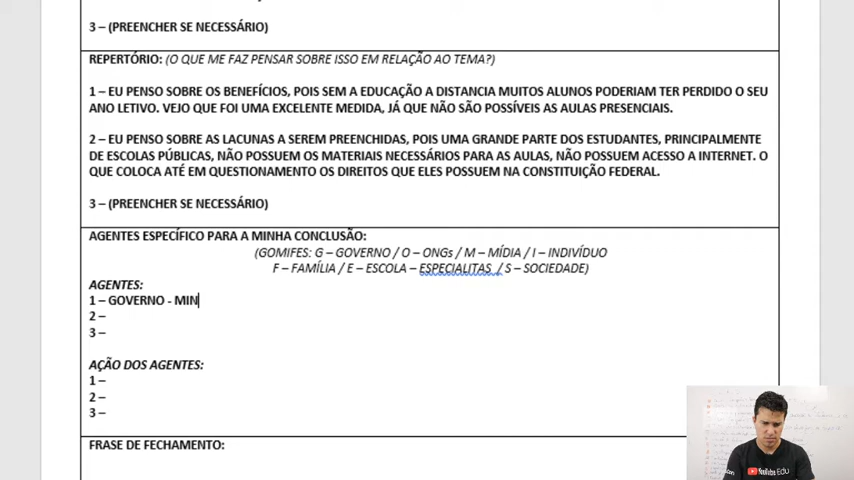 3 – (PREENCHER SE NECESSÁRIO)
REPERTÓRIO: (O QUE ME FAZ PENSAR SOBRE ISSO EM RELAÇÃO AO TEMA?)
1 – EU PENSO SOBRE OS BENEFÍCIOS, POIS SEM A EDUCAÇÃO A DISTANCIA MUITOS ALUNOS PODERIAM TER PERDIDO O SEU
ANO LETIVO. VEJO QUE FOI UMA EXCELENTE MEDIDA, JÁ QUE NÃO SÃO POSSÍVEIS AS AULAS PRESENCIAIS.
2 – EU PENSO SOBRE AS LACUNAS A SEREM PREENCHIDAS, POIS UMA GRANDE PARTE DOS ESTUDANTES, PRINCIPALMENTE
DE ESCOLAS PÚBLICAS, NÃO POSSUEM OS MATERIAIS NECESSÁRIOS PARA AS AULAS, NÃO POSSUEM ACESSO A INTERNET. O
QUE COLOCA ATÉ EM QUESTIONAMENTO OS DIREITOS QUE ELES POSSUEM NA CONSTITUIÇÃO FEDERAL.
3 – (PREENCHER SE NECESSÁRIO)
AGENTES ESPECÍFICO PARA A MINHA CONCLUSÃO:
(GOMIFES: G – GOVERNO / O – ONGs / M – MÍDIA / I – INDIVÍDUO
F – FAMÍLIA / E – ESCOLA – ESPECIALITAS / S – SOCIEDADE)
AGENTES:
1 – GOVERNO - MIN
2 –
3 –
AÇÃO DOS AGENTES:
1 –
2 –
3 –
FRASE DE FECHAMENTO:
YouTube Edu